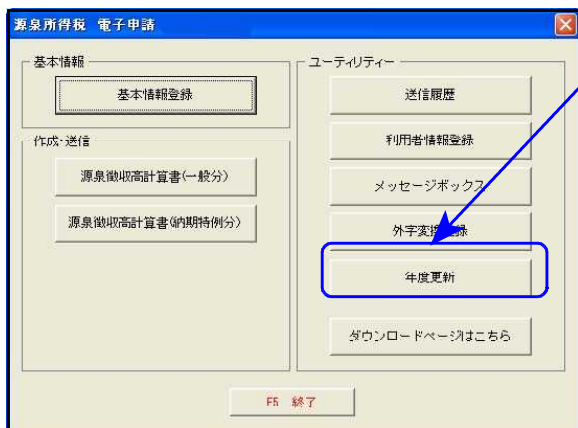 源泉所得税 電子申請
基本情報
基本情報登録
作成・送信
源泉徴収高計算書(一般分)
源泉徴収高計算書(納期特例分)
ユーティリティー
送信履歴
利用者情報登録
メッセージボックス
外字変換登録
年度更新
ダウンロードページはこちら
F5 終了